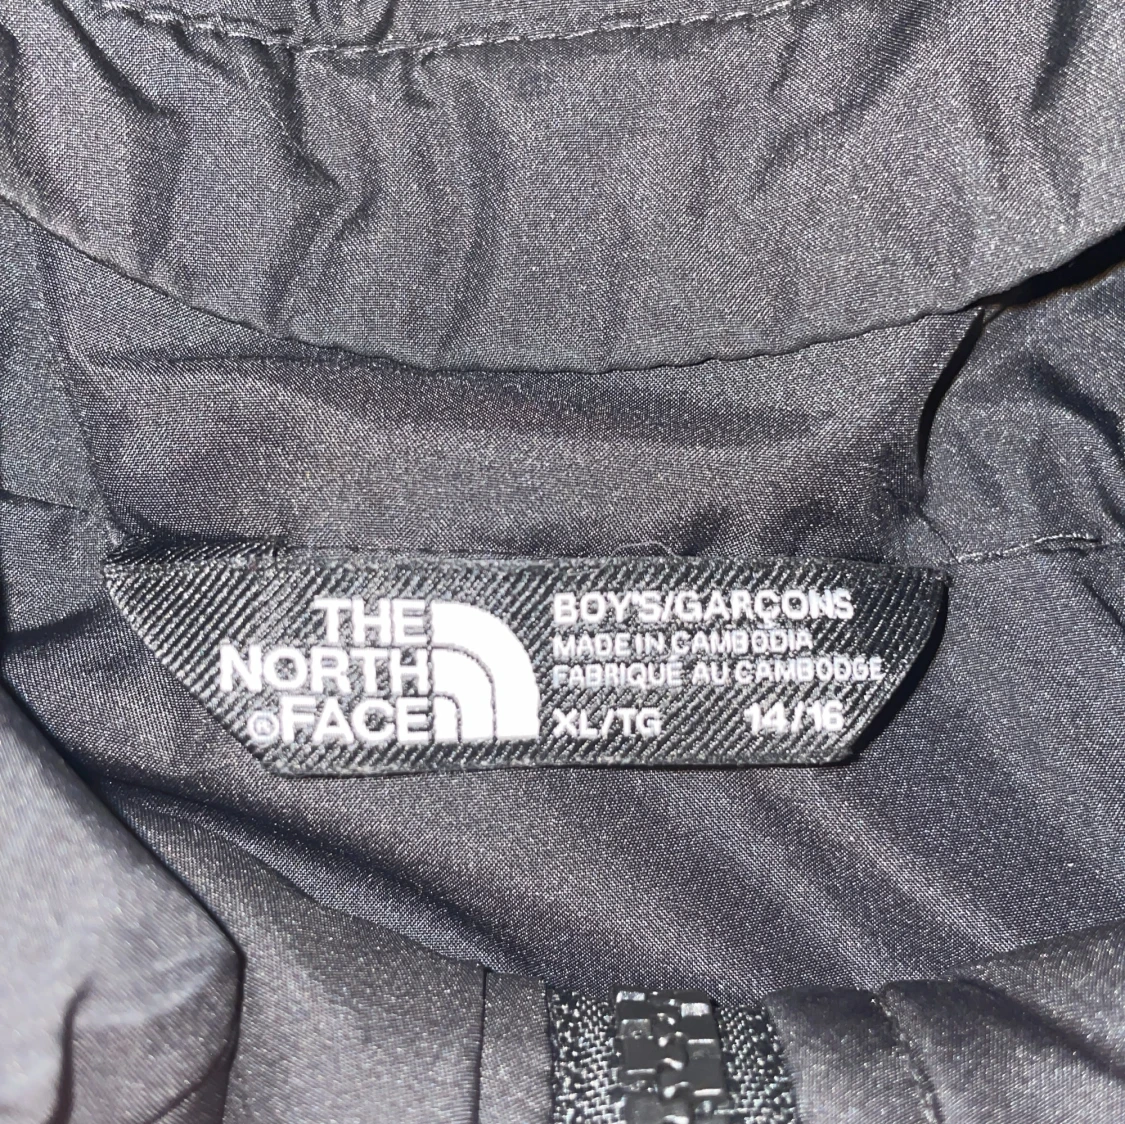 THE
NORTH
®FACE
BOY'S/GARÇONS
MADE IN CAMBODIA
FABRIQUÉ AU CAMBODGE
XL/TG 14/16